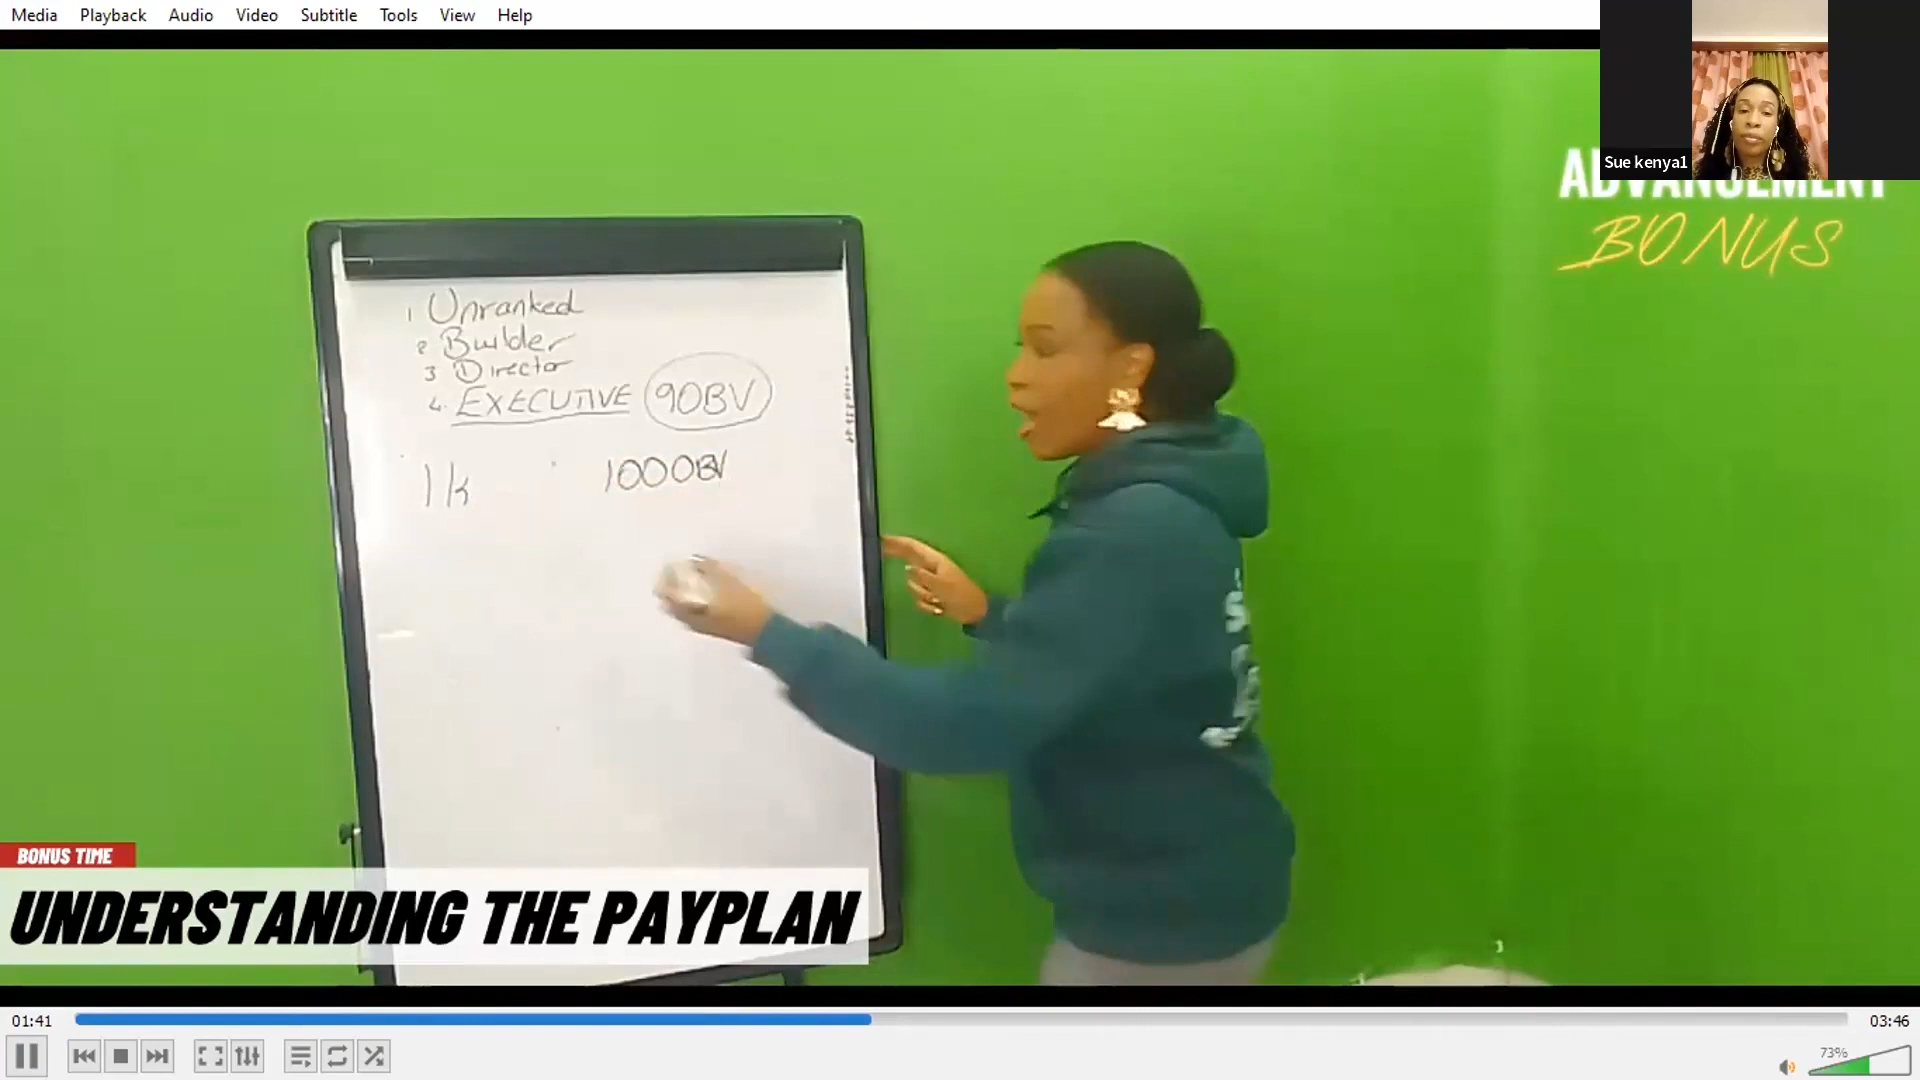 Media Playback Audio Video Subtitle Tools View Help
Sue kenya1
ADVANCEMENT
BONUS
1 Unranked
2 Builder
3 Director
4. EXECUTIVE 90BV
1k 1000BV
BONUS TIME
UNDERSTANDING THE PAYPLAN
01:41 03:46
73%